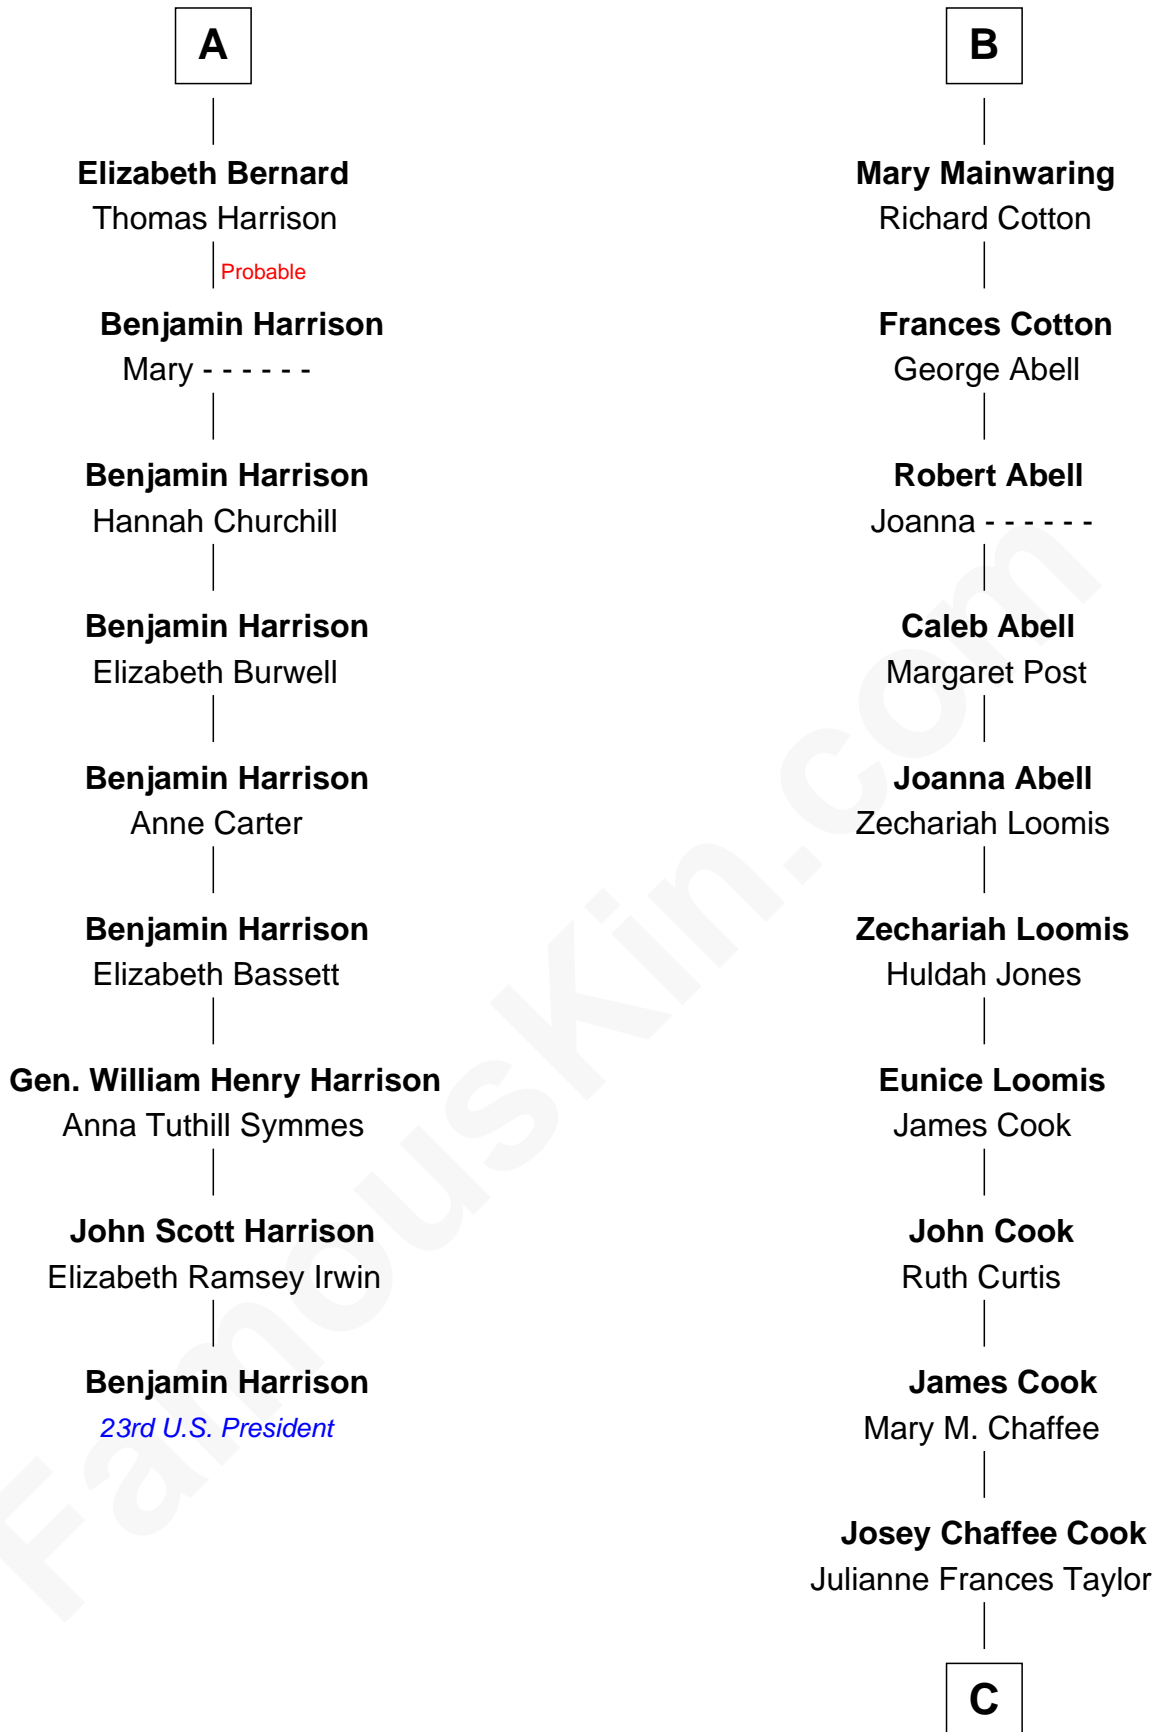 A
Elizabeth Bernard
Thomas Harrison
Probable
Benjamin Harrison
Mary - - - - - -
Benjamin Harrison
Hannah Churchill
Benjamin Harrison
Elizabeth Burwell
Benjamin Harrison
Anne Carter
Benjamin Harrison
Elizabeth Bassett
Gen. William Henry Harrison
Anna Tuthill Symmes
John Scott Harrison
Elizabeth Ramsey Irwin
Benjamin Harrison
23rd U.S. President
B
Mary Mainwaring
Richard Cotton
Frances Cotton
George Abell
Robert Abell
Joanna - - - - - -
Caleb Abell
Margaret Post
Joanna Abell
Zechariah Loomis
Zechariah Loomis
Huldah Jones
Eunice Loomis
James Cook
John Cook
Ruth Curtis
James Cook
Mary M. Chaffee
Josey Chaffee Cook
Julianne Frances Taylor
C
FamousKin.com